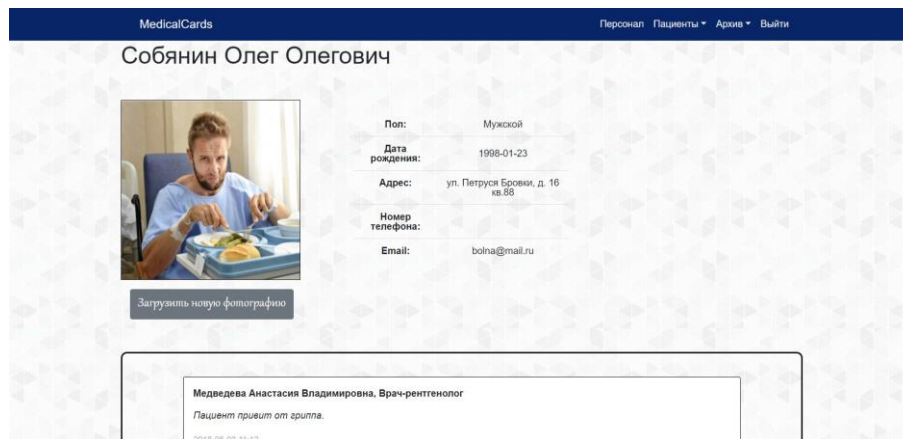 MedicalCards Персонал Пациенты Архив Выйти
Собянин Олег Олегович
Пол: Мужской
Дата
рождения: 1998-01-23
Адрес: ул. Петруся Бровки, д. 16
кв.88
Номер
телефона:
Email: bolna@mail.ru
Загрузить новую фотографию
Медведева Анастасия Владимировна, Врач-рентгенолог
Пациент привит от гриппа.